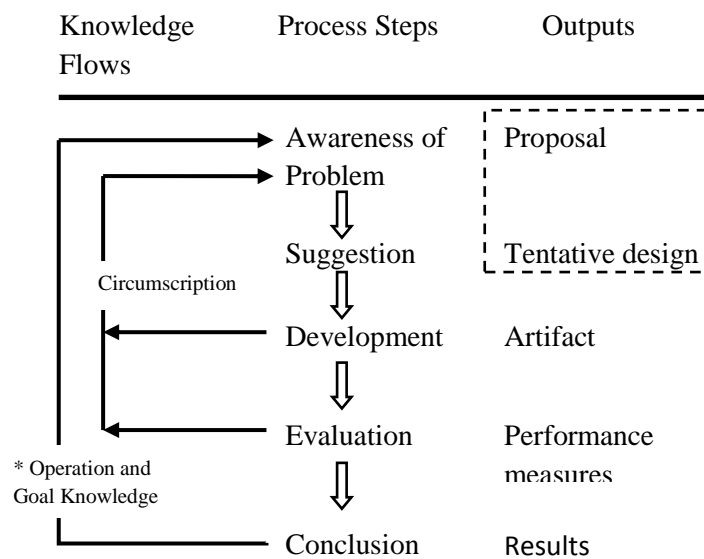 Knowledge Flows
Process Steps
Outputs
Awareness of Problem
Proposal
Suggestion
Tentative design
Circumscription
Development
Artifact
Evaluation
Performance measures
* Operation and
Goal Knowledge
Conclusion
Results